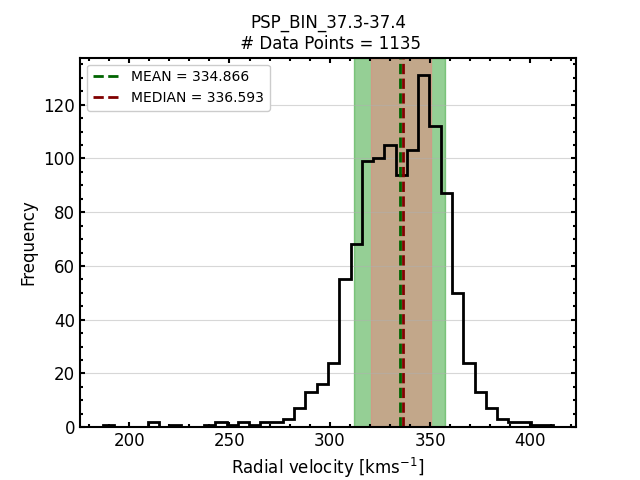 PSP_BIN_37.3-37.4
# Data Points = 1135
MEAN = 334.866
MEDIAN = 336.593
Frequency
120
100
80
60
40
20
0
200 250 300 350 400
Radial velocity [kms⁻¹]